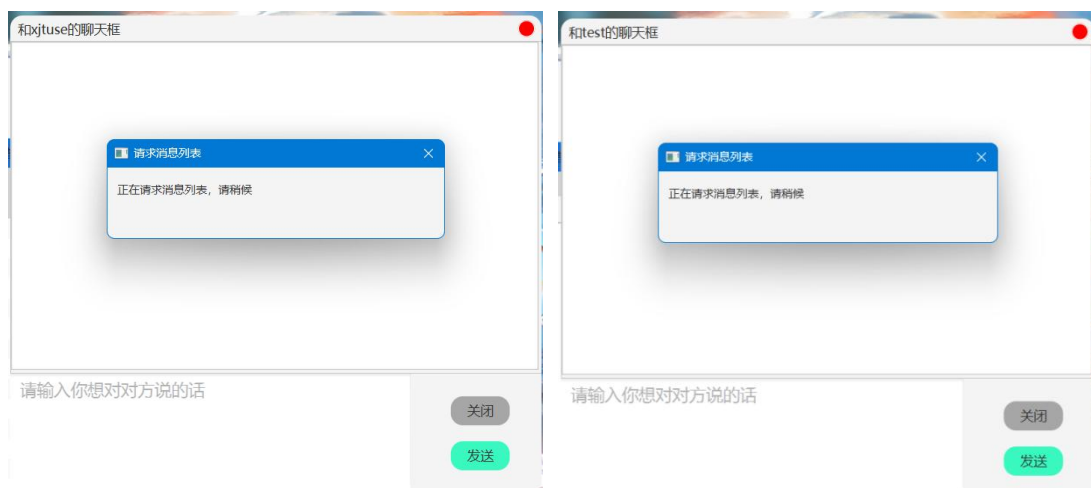 和xjtuse的聊天框
请求消息列表
正在请求消息列表，请稍候
请输入你想对对方说的话
关闭
发送
和test的聊天框
请求消息列表
正在请求消息列表，请稍候
请输入你想对对方说的话
关闭
发送